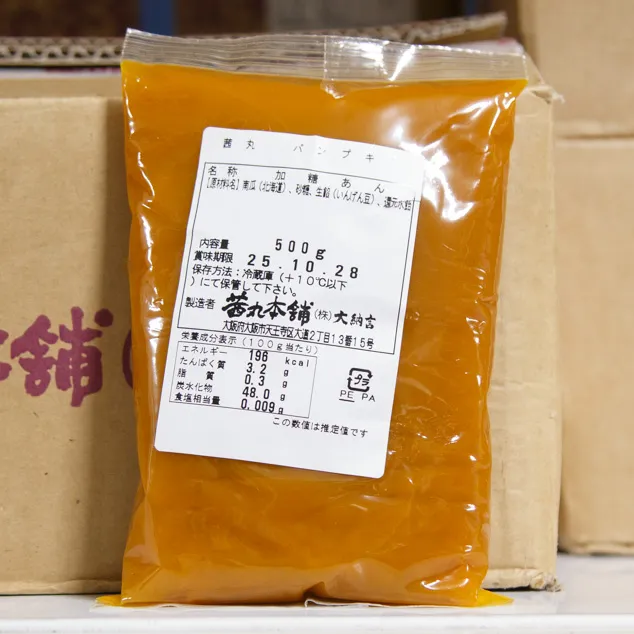 茜丸 パンプキ
名称 加糖あん
【原材料名】南瓜(北海道)、砂糖、生餡(いんげん豆)、還元水飴
内容量 500g
賞味期限 25.10.28
保存方法:冷蔵庫(+10℃以下
)にて保管して下さい。
製造者 茜丸本舗(株)大納言
大阪府大阪市天王寺区大道2丁目13番15号
栄養成分表示(100g当たり)
エネルギー 196 kcal
たんぱく質 3.2 g
脂質 0.3 g
炭水化物 48.0 g
食塩相当量 0.009g
プラ
PE PA
この数値は推定値です
舗